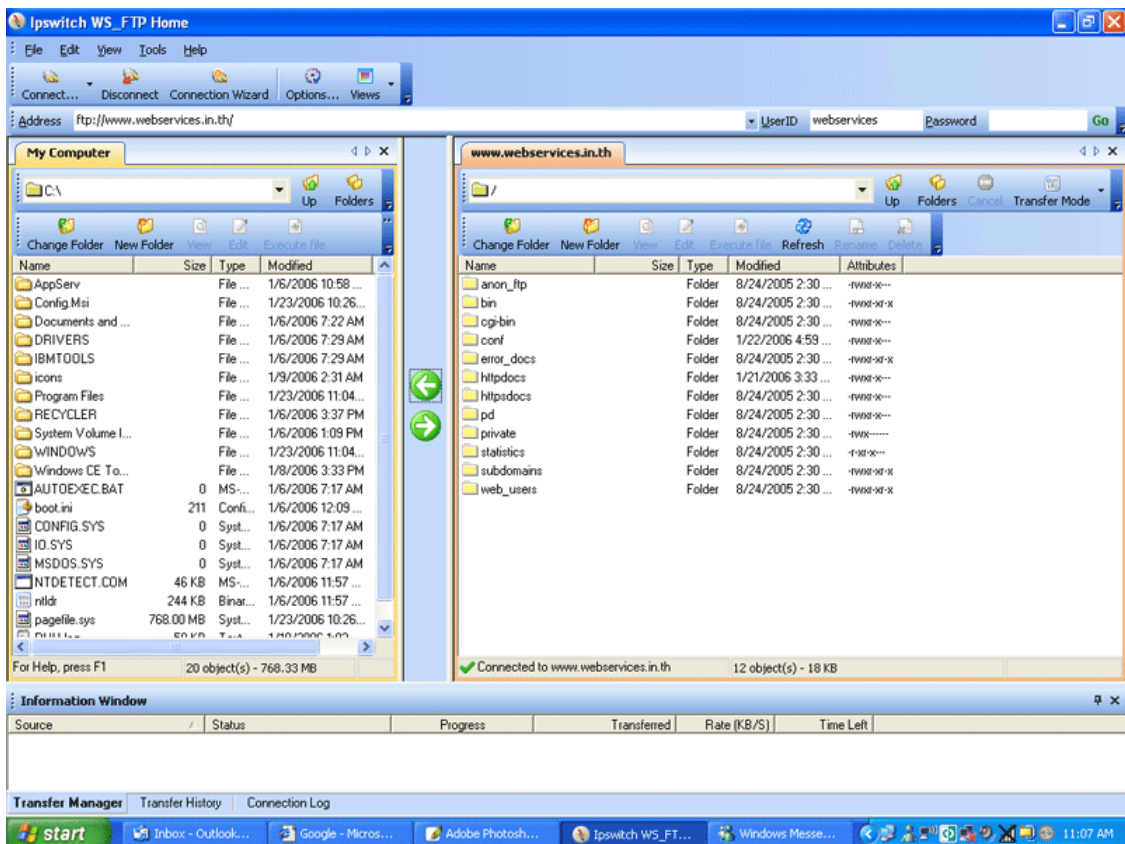 Ipswitch WS_FTP Home
File Edit View Tools Help
Connect... Disconnect Connection Wizard Options... Views
Address ftp://www.webservices.in.th/ UserID webservices Password Go
My Computer
C:\ Up Folders
Change Folder New Folder View Edit Execute file
Name Size Type Modified
AppServ File ... 1/6/2006 10:58 ...
Config.Msi File ... 1/23/2006 10:26...
Documents and ... File ... 1/6/2006 7:22 AM
DRIVERS File ... 1/6/2006 7:29 AM
IBMTOOLS File ... 1/6/2006 7:29 AM
icons File ... 1/9/2006 2:31 AM
Program Files File ... 1/23/2006 11:04...
RECYCLER File ... 1/6/2006 3:37 PM
System Volume I... File ... 1/6/2006 1:09 PM
WINDOWS File ... 1/23/2006 11:04...
Windows CE To... File ... 1/8/2006 3:33 PM
AUTOEXEC.BAT 0 MS-... 1/6/2006 7:17 AM
boot.ini 211 Confi... 1/6/2006 12:09 ...
CONFIG.SYS 0 Syst... 1/6/2006 7:17 AM
IO.SYS 0 Syst... 1/6/2006 7:17 AM
MSDOS.SYS 0 Syst... 1/6/2006 7:17 AM
NTDETECT.COM 46 KB MS-... 1/6/2006 11:57 ...
ntldr 244 KB Binar... 1/6/2006 11:57 ...
pagefile.sys 768.00 MB Syst... 1/23/2006 10:26...
For Help, press F1 20 object(s) - 768.33 MB
www.webservices.in.th
/ Up Folders Cancel Transfer Mode
Change Folder New Folder View Edit Execute file Refresh Rename Delete
Name Size Type Modified Attributes
anon_ftp Folder 8/24/2005 2:30 ... -rwxr-x---
bin Folder 8/24/2005 2:30 ... -rwxr-xr-x
cgi-bin Folder 8/24/2005 2:30 ... -rwxr-x---
conf Folder 1/22/2006 4:59 ... -rwxr-x---
error_docs Folder 8/24/2005 2:30 ... -rwxr-xr-x
httpdocs Folder 1/21/2006 3:33 ... -rwxr-x---
httpsdocs Folder 8/24/2005 2:30 ... -rwxr-x---
pd Folder 8/24/2005 2:30 ... -rwxr-x---
private Folder 8/24/2005 2:30 ... -rwx------
statistics Folder 8/24/2005 2:30 ... -r-xr-x---
subdomains Folder 8/24/2005 2:30 ... -rwxr-xr-x
web_users Folder 8/24/2005 2:30 ... -rwxr-xr-x
Connected to www.webservices.in.th 12 object(s) - 18 KB
Information Window
Source Status Progress Transferred Rate (KB/S) Time Left
Transfer Manager Transfer History Connection Log
start Inbox - Outlook... Google - Micros... Adobe Photosh... Ipswitch WS_FT... Windows Messe... 11:07 AM